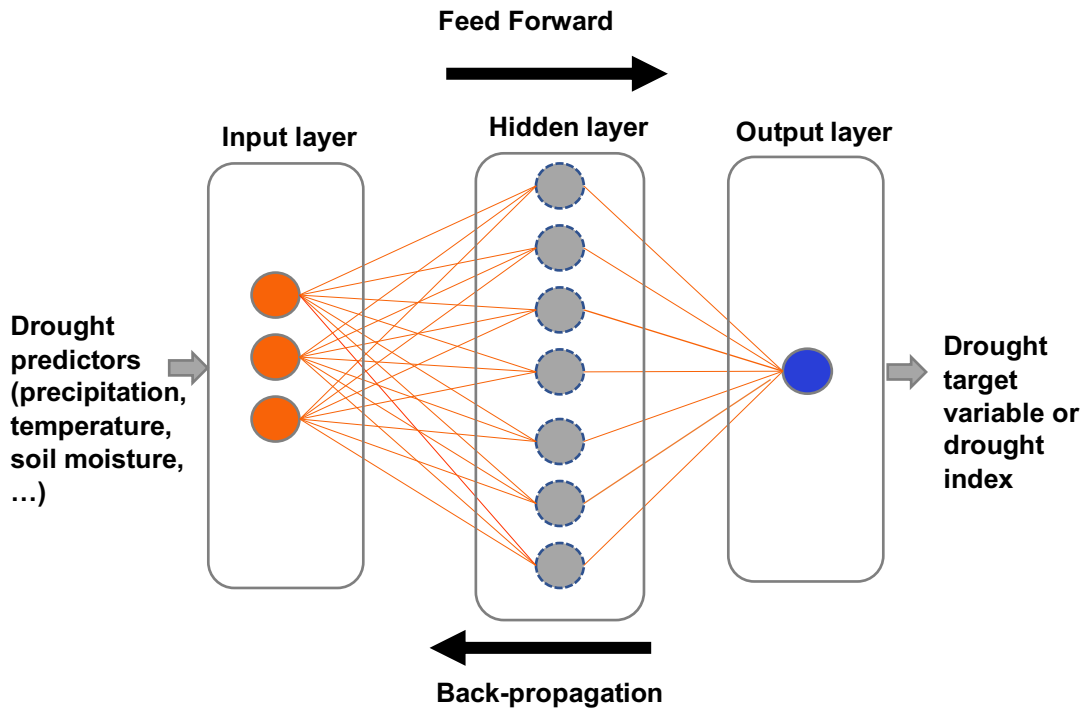 Feed Forward
Input layer
Hidden layer
Output layer
Drought
predictors
(precipitation,
temperature,
soil moisture,
…)
Drought
target
variable or
drought
index
Back-propagation